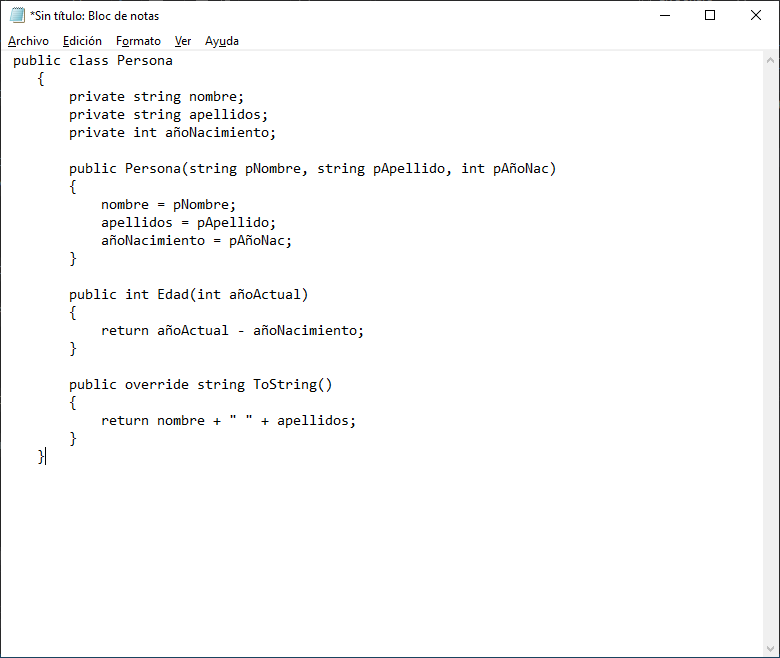 *Sin título: Bloc de notas
Archivo Edición Formato Ver Ayuda
public class Persona
{
private string nombre;
private string apellidos;
private int añoNacimiento;
public Persona(string pNombre, string pApellido, int pAñoNac)
{
nombre = pNombre;
apellidos = pApellido;
añoNacimiento = pAñoNac;
}
public int Edad(int añoActual)
{
return añoActual - añoNacimiento;
}
public override string ToString()
{
return nombre + " " + apellidos;
}
}